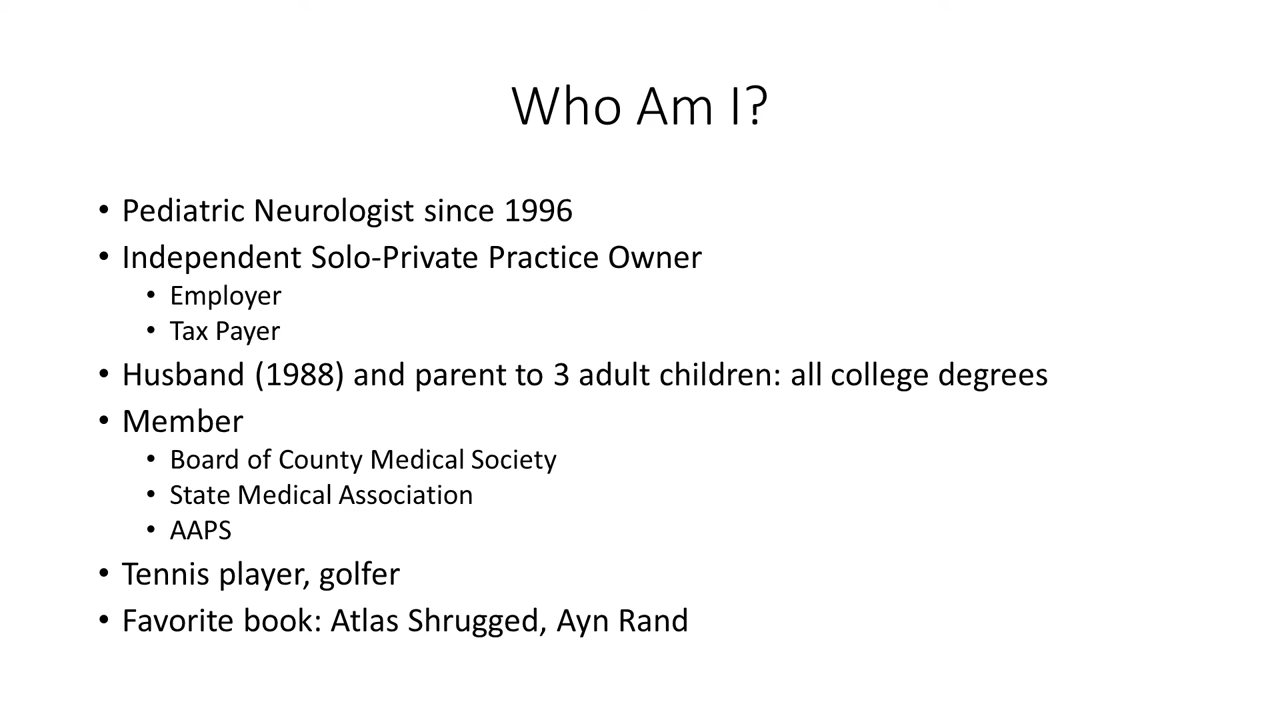 Who Am I?
• Pediatric Neurologist since 1996
• Independent Solo-Private Practice Owner
• Employer
• Tax Payer
• Husband (1988) and parent to 3 adult children: all college degrees
• Member
• Board of County Medical Society
• State Medical Association
• AAPS
• Tennis player, golfer
• Favorite book: Atlas Shrugged, Ayn Rand